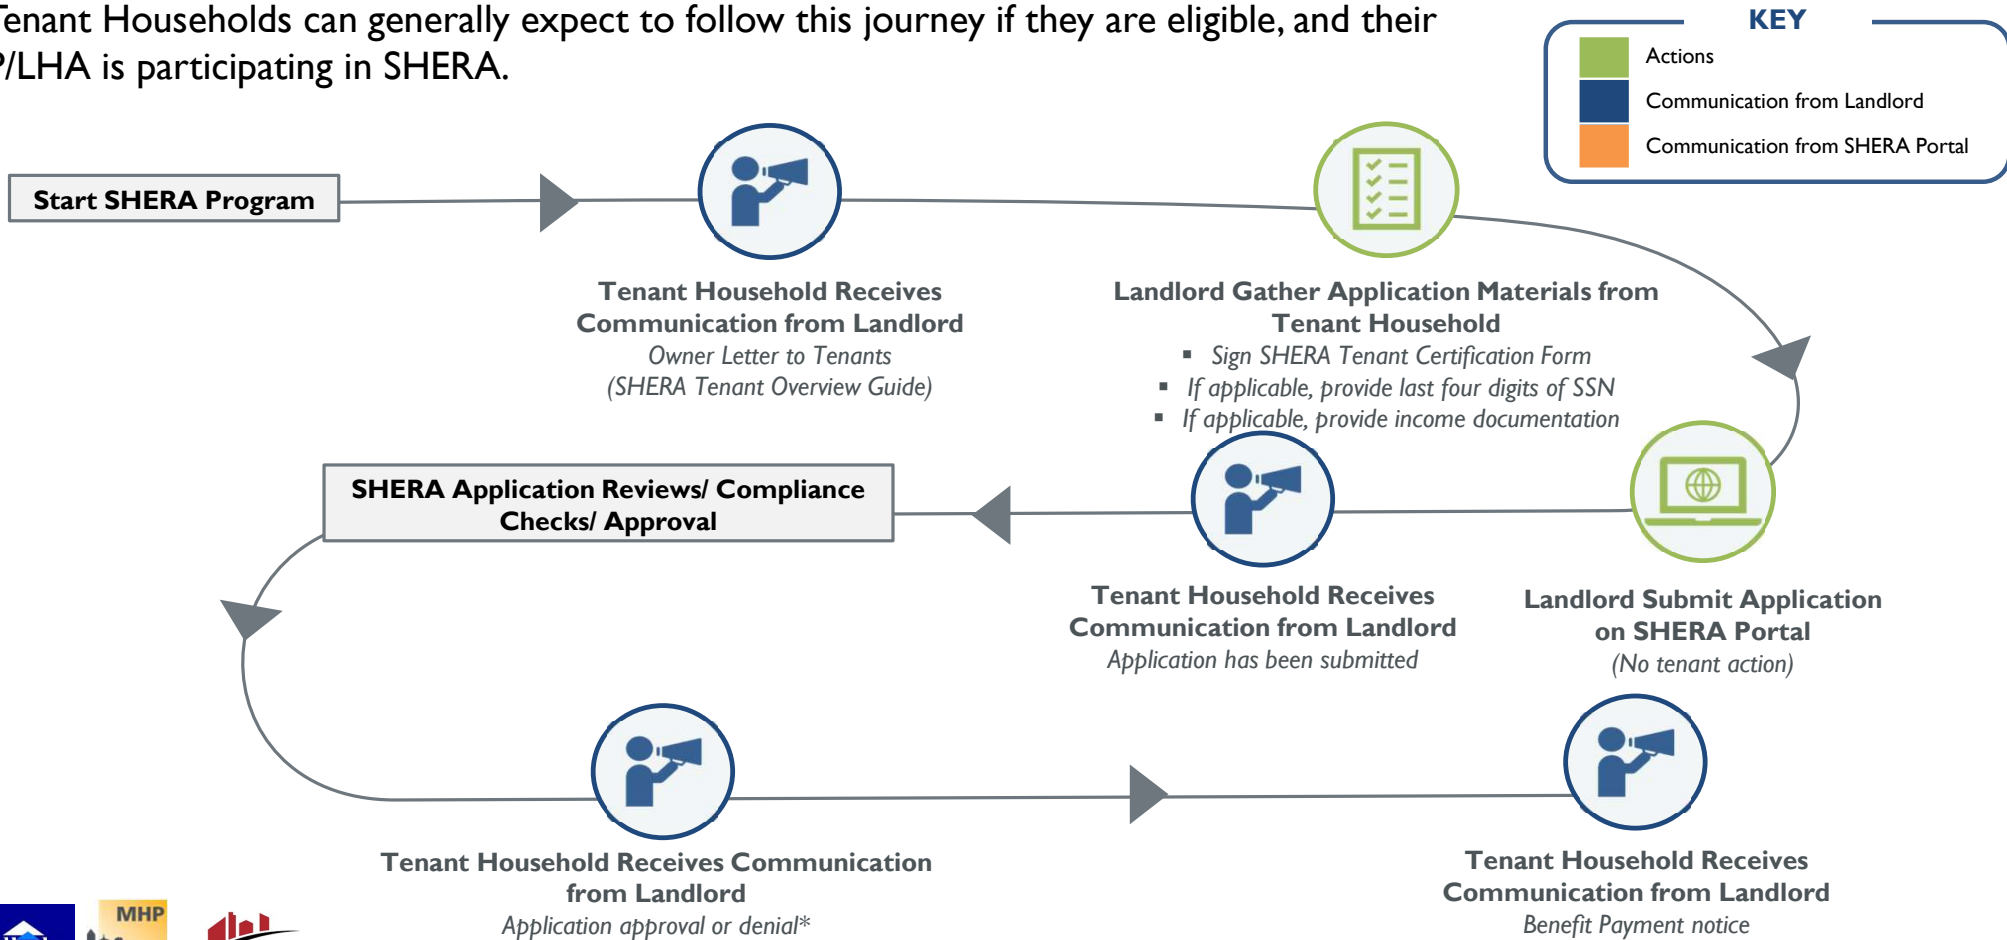 Tenant Households can generally expect to follow this journey if they are eligible, and their
P/LHA is participating in SHERA.
KEY
Actions
Communication from Landlord
Communication from SHERA Portal
Start SHERA Program
Tenant Household Receives
Communication from Landlord
Owner Letter to Tenants
(SHERA Tenant Overview Guide)
Landlord Gather Application Materials from
Tenant Household
▪ Sign SHERA Tenant Certification Form
▪ If applicable, provide last four digits of SSN
▪ If applicable, provide income documentation
SHERA Application Reviews/ Compliance
Checks/ Approval
Tenant Household Receives
Communication from Landlord
Application has been submitted
Landlord Submit Application
on SHERA Portal
(No tenant action)
Tenant Household Receives Communication
from Landlord
Application approval or denial*
Tenant Household Receives
Communication from Landlord
Benefit Payment notice
MHP